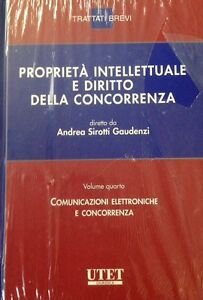 TRATTATI BREVI
PROPRIETÀ INTELLETTUALE
E DIRITTO
DELLA CONCORRENZA
diretto da
Andrea Sirotti Gaudenzi
Volume quarto
COMUNICAZIONI ELETTRONICHE
E CONCORRENZA
UTET
GIURIDICA